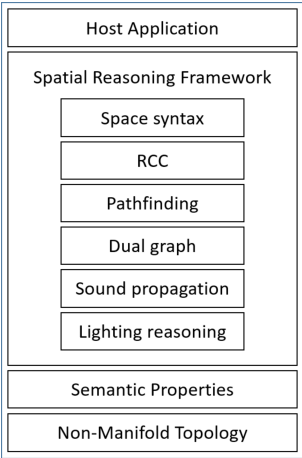 Host Application
Spatial Reasoning Framework
Space syntax
RCC
Pathfinding
Dual graph
Sound propagation
Lighting reasoning
Semantic Properties
Non-Manifold Topology